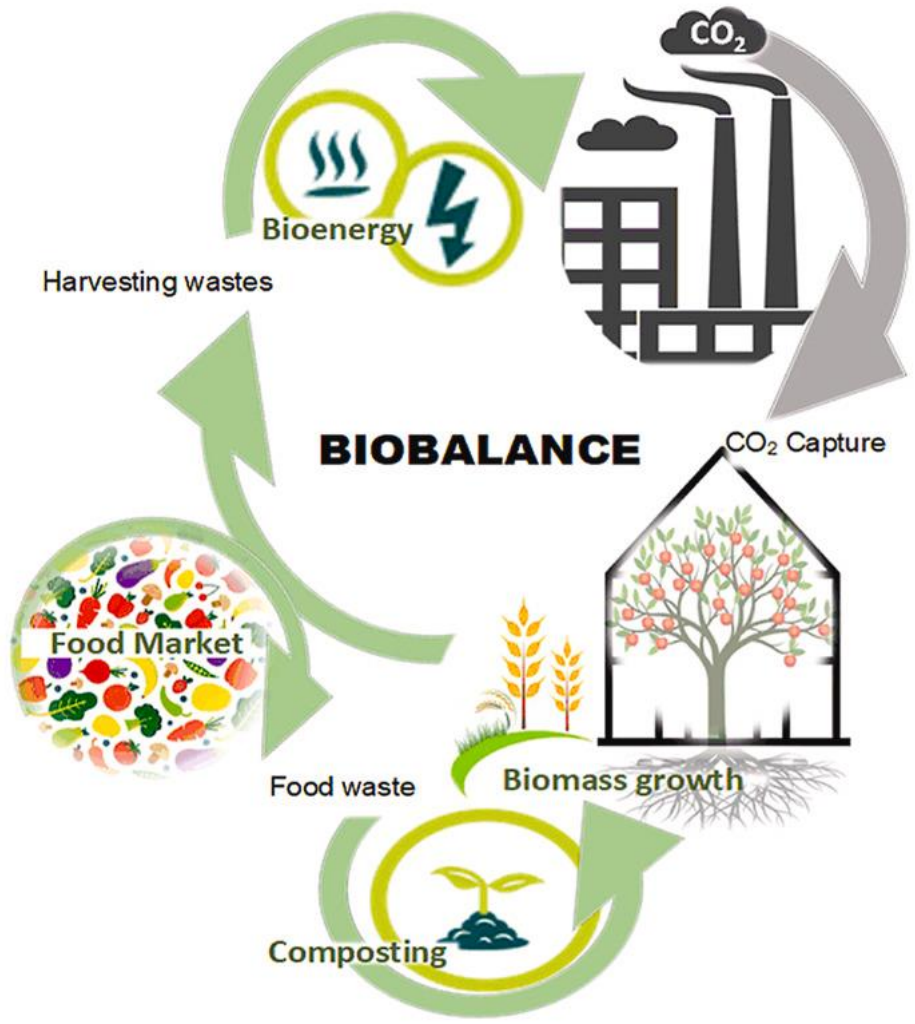 CO₂
Bioenergy
Harvesting wastes
BIOBALANCE
CO₂ Capture
Food Market
Biomass growth
Food waste
Composting